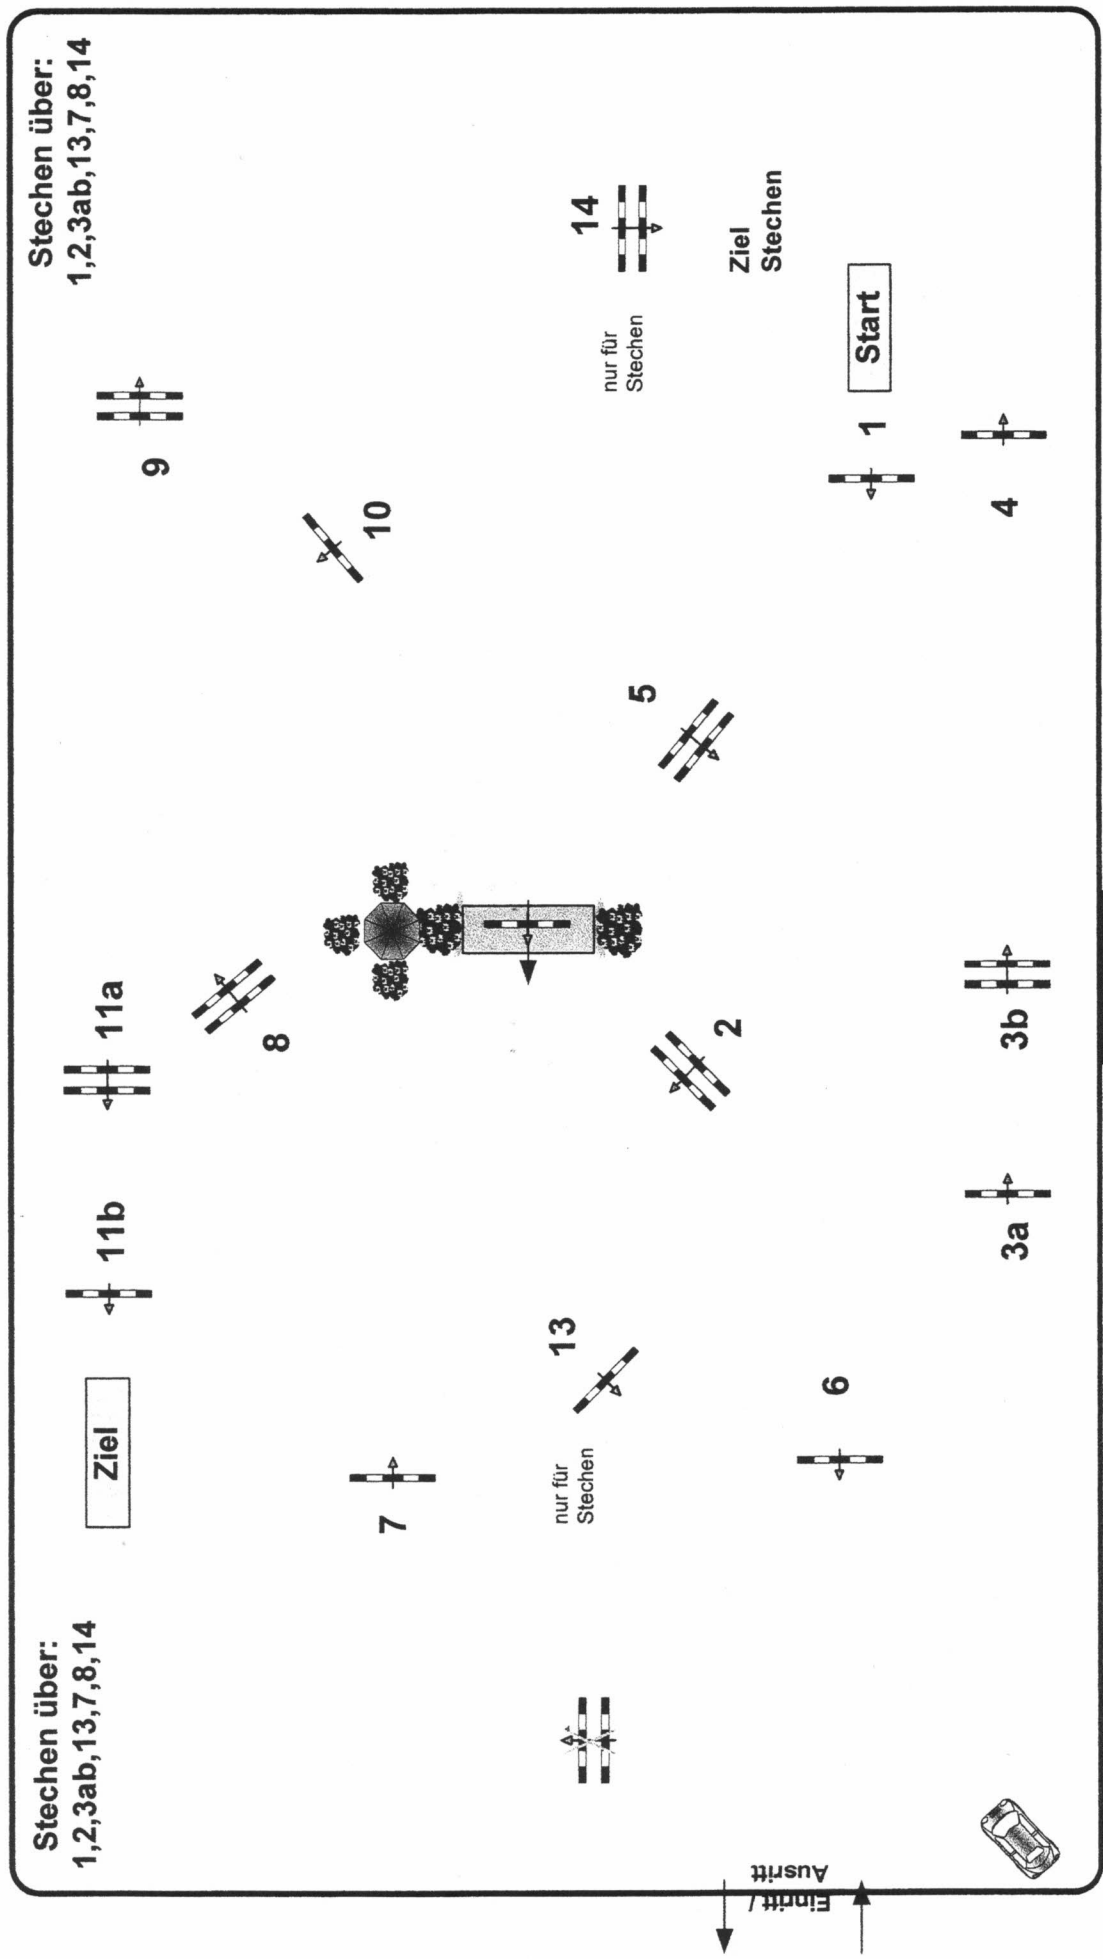 Stechen über:
1,2,3ab,13,7,8,14
Stechen über:
1,2,3ab,13,7,8,14
Ziel
11b
11a
9
8
10
7
13
nur für
Stechen
14
nur für
Stechen
5
2
Ziel
Stechen
6
1
Start
3a
3b
4
Einritt /
Ausritt